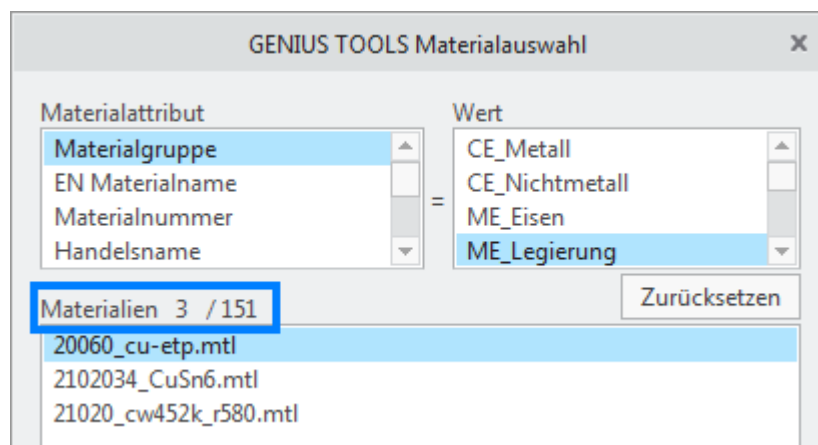 GENIUS TOOLS Materialauswahl
Materialattribut
Wert
Materialgruppe
EN Materialname
Materialnummer
Handelsname
=
CE_Metall
CE_Nichtmetall
ME_Eisen
ME_Legierung
Materialien 3 / 151
Zurücksetzen
20060_cu-etp.mtl
2102034_CuSn6.mtl
21020_cw452k_r580.mtl